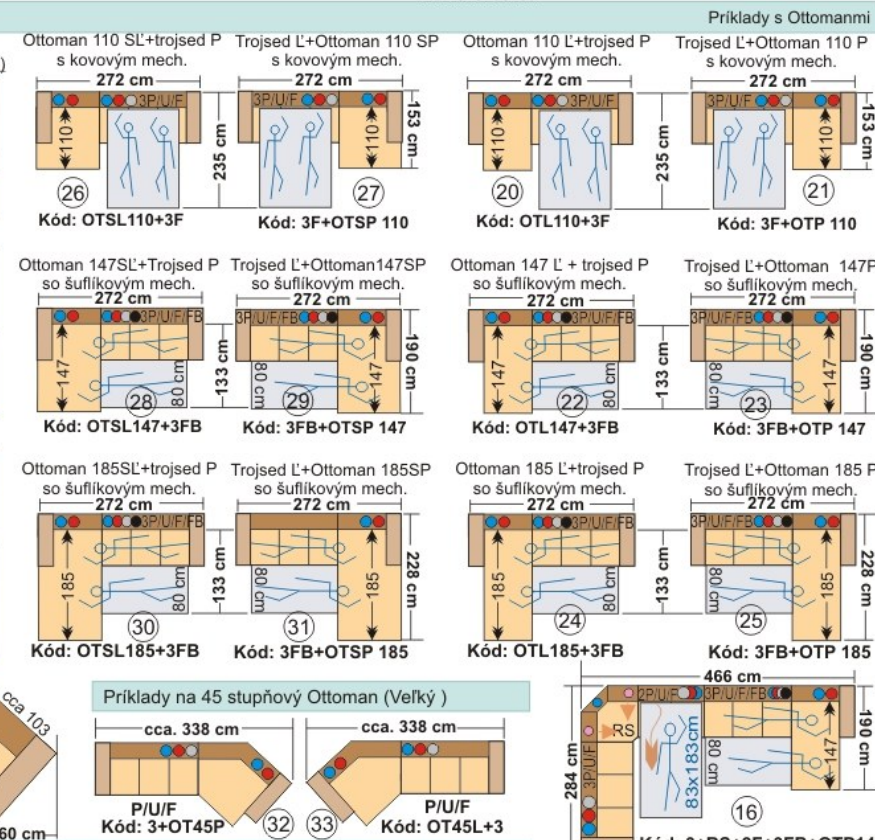 Príklady s Ottomanmi
Ottoman 110 SĽ+trojsed P
s kovovým mech.
272 cm
3P/U/F
110
235 cm
26
Kód: OTSL110+3F
Trojsed Ľ+Ottoman 110 SP
s kovovým mech.
272 cm
3P/U/F
110
153 cm
27
Kód: 3F+OTSP 110
Ottoman 110 Ľ+trojsed P
s kovovým mech.
272 cm
3P/U/F
110
235 cm
20
Kód: OTL110+3F
Trojsed Ľ+Ottoman 110 P
s kovovým mech.
272 cm
3P/U/F
110
153 cm
21
Kód: 3F+OTP 110
Ottoman 147SĽ+Trojsed P
so šuflíkovým mech.
272 cm
3P/U/F/FB
147
80 cm
133 cm
28
Kód: OTSL147+3FB
Trojsed Ľ+Ottoman147SP
so šuflíkovým mech.
272 cm
3P/U/F/FB
80 cm
147
190 cm
29
Kód: 3FB+OTSP 147
Ottoman 147 Ľ + trojsed P
so šuflíkovým mech.
272 cm
3P/U/F/FB
147
80 cm
133 cm
22
Kód: OTL147+3FB
Trojsed Ľ+Ottoman 147P
so šuflíkovým mech.
272 cm
3P/U/F/FB
80 cm
147
190 cm
23
Kód: 3FB+OTP 147
Ottoman 185SĽ+trojsed P
so šuflíkovým mech.
272 cm
3P/U/F/FB
185
80 cm
133 cm
30
Kód: OTSL185+3FB
Trojsed Ľ+Ottoman 185SP
so šuflíkovým mech.
272 cm
80 cm
185
228 cm
31
Kód: 3FB+OTSP 185
Ottoman 185 Ľ+trojsed P
so šuflíkovým mech.
272 cm
3P/U/F/FB
185
80 cm
133 cm
24
Kód: OTL185+3FB
Trojsed Ľ+Ottoman 185 P
so šuflíkovým mech.
272 cm
3P/U/F/FB
80 cm
185
228 cm
25
Kód: 3FB+OTP 185
cca 103
60 cm
Príklady na 45 stupňový Ottoman (Veľký )
cca. 338 cm
P/U/F
Kód: 3+OT45P
32
cca. 338 cm
P/U/F
Kód: OT45L+3
33
466 cm
2P/U/F
3P/U/F/FB
RS
284 cm
3P/U/F
83x183cm
80 cm
147
190 cm
16